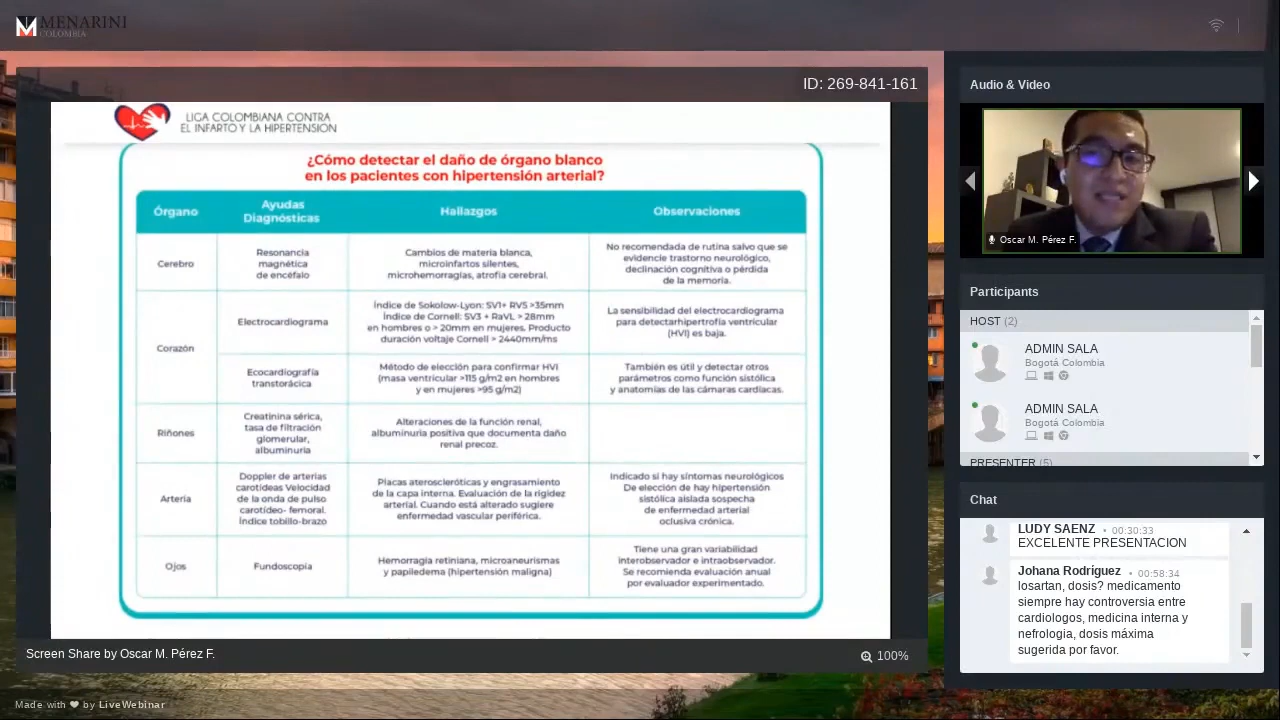 MENARINI
COLOMBIA
ID: 269-841-161
LIGA COLOMBIANA CONTRA
EL INFARTO Y LA HIPERTENSION
¿Cómo detectar el daño de órgano blanco
en los pacientes con hipertensión arterial?
Órgano
Ayudas
Diagnósticas
Hallazgos
Observaciones
Cerebro
Resonancia
magnética
de encéfalo
Cambios de materia blanca,
microinfartos silentes,
microhemorragias, atrofia cerebral.
No recomendada de rutina salvo que se
evidencie trastorno neurológico,
declinación cognitiva o pérdida
de la memoria.
Corazón
Electrocardiograma
Índice de Sokolow-Lyon: SV1+ RV5 >35mm
Índice de Cornell: SV3 + RaVL > 28mm
en hombres o > 20mm en mujeres. Producto
duración voltaje Cornell > 2440mm/ms
La sensibilidad del electrocardiograma
para detectarhipertrofia ventricular
(HVI) es baja.
Ecocardiografía
transtorácica
Método de elección para confirmar HVI
(masa ventricular >115 g/m2 en hombres
y en mujeres >95 g/m2)
También es útil y detectar otros
parámetros como función sistólica
y anatomías de las cámaras cardíacas.
Riñones
Creatinina sérica,
tasa de filtración
glomerular,
albuminuria
Alteraciones de la función renal,
albuminuria positiva que documenta daño
renal precoz.
Arteria
Doppler de arterias
carotídeas Velocidad
de la onda de pulso
carotídeo- femoral.
Índice tobillo-brazo
Placas ateroscleróticas y engrasamiento
de la capa interna. Evaluación de la rigidez
arterial. Cuando está alterado sugiere
enfermedad vascular periférica.
Indicado si hay síntomas neurológicos
De elección de hay hipertensión
sistólica aislada sospecha
de enfermedad arterial
oclusiva crónica.
Ojos
Fundoscopia
Hemorragia retiniana, microaneurismas
y papiledema (hipertensión maligna)
Tiene una gran variabilidad
interobservador e intraobservador.
Se recomienda evaluación anual
por evaluador experimentado.
Screen Share by Oscar M. Pérez F.
100%
Made with ❤ by LiveWebinar
Audio & Video
Oscar M. Pérez F.
Participants
HOST (2)
ADMIN SALA
Bogotá Colombia
ADMIN SALA
Bogotá Colombia
PRESENTER (5)
Chat
LUDY SAENZ • 00:30:33
EXCELENTE PRESENTACION
Johana Rodríguez • 00:58:34
losartan, dosis? medicamento
siempre hay controversia entre
cardiologos, medicina interna y
nefrologia, dosis máxima
sugerida por favor.